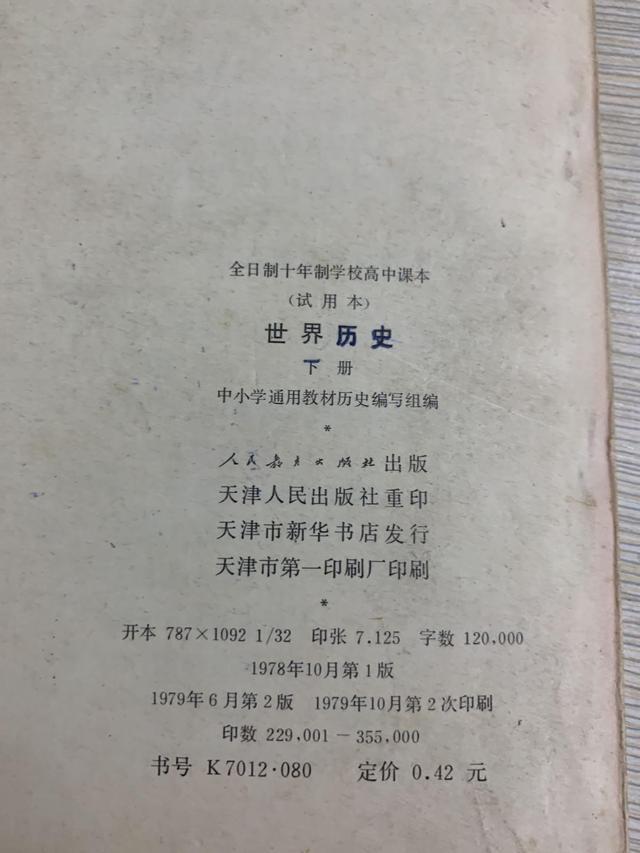 全日制十年制学校高中课本
（试用本）
世界历史
下册
中小学通用教材历史编写组编
*
人民教育出版社出版
天津人民出版社重印
天津市新华书店发行
天津市第一印刷厂印刷
*
开本 787×1092 1/32 印张 7.125 字数 120,000
1978年10月第1版
1979年6月第2版 1979年10月第2次印刷
印数 229,001－355,000
书号 K7012·080 定价 0.42 元